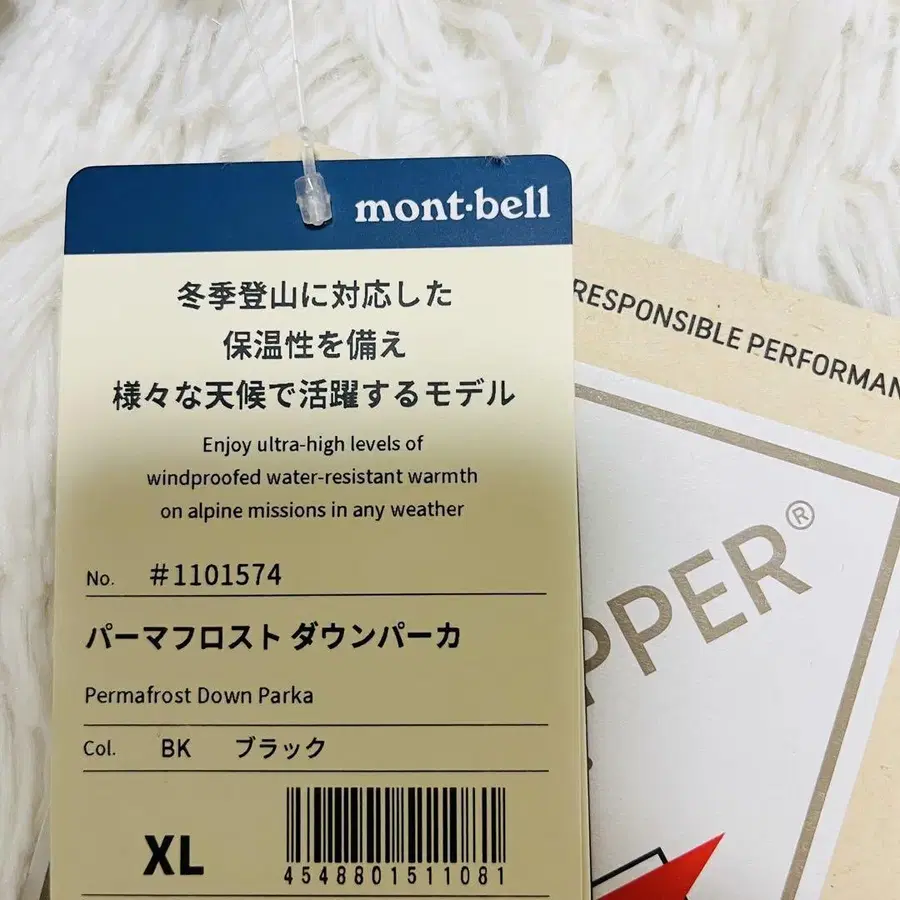 mont·bell
冬季登山に対応した
保温性を備え
様々な天候で活躍するモデル
Enjoy ultra-high levels of
windproofed water-resistant warmth
on alpine missions in any weather
No. #1101574
パーマフロスト ダウンパーカ
Permafrost Down Parka
Col. BK ブラック
XL
4548801511081
RESPONSIBLE
PPER®